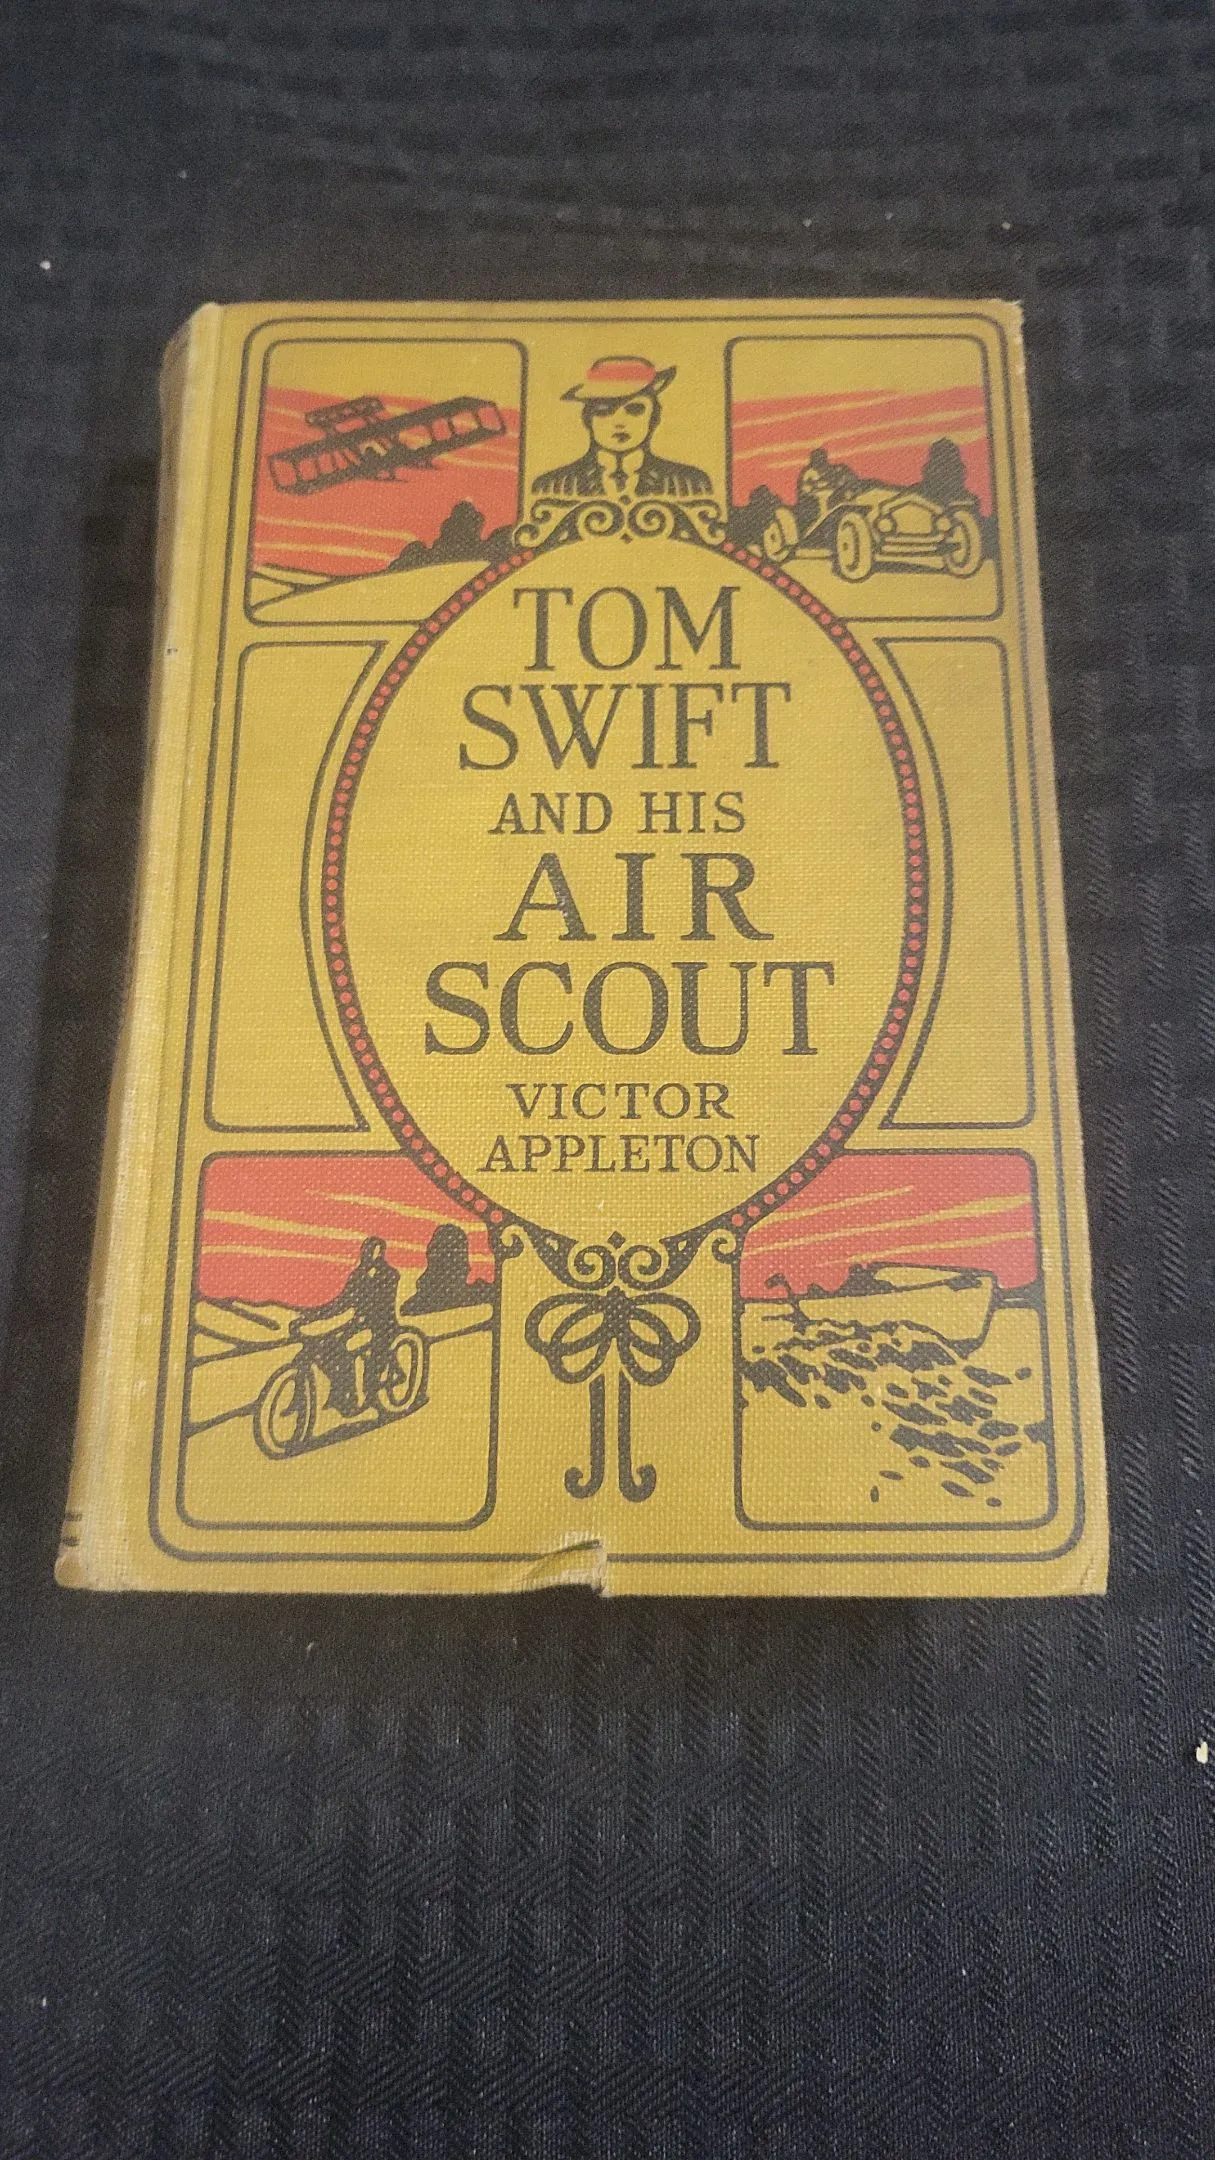 TOM
SWIFT
AND HIS
AIR
SCOUT
VICTOR
APPLETON